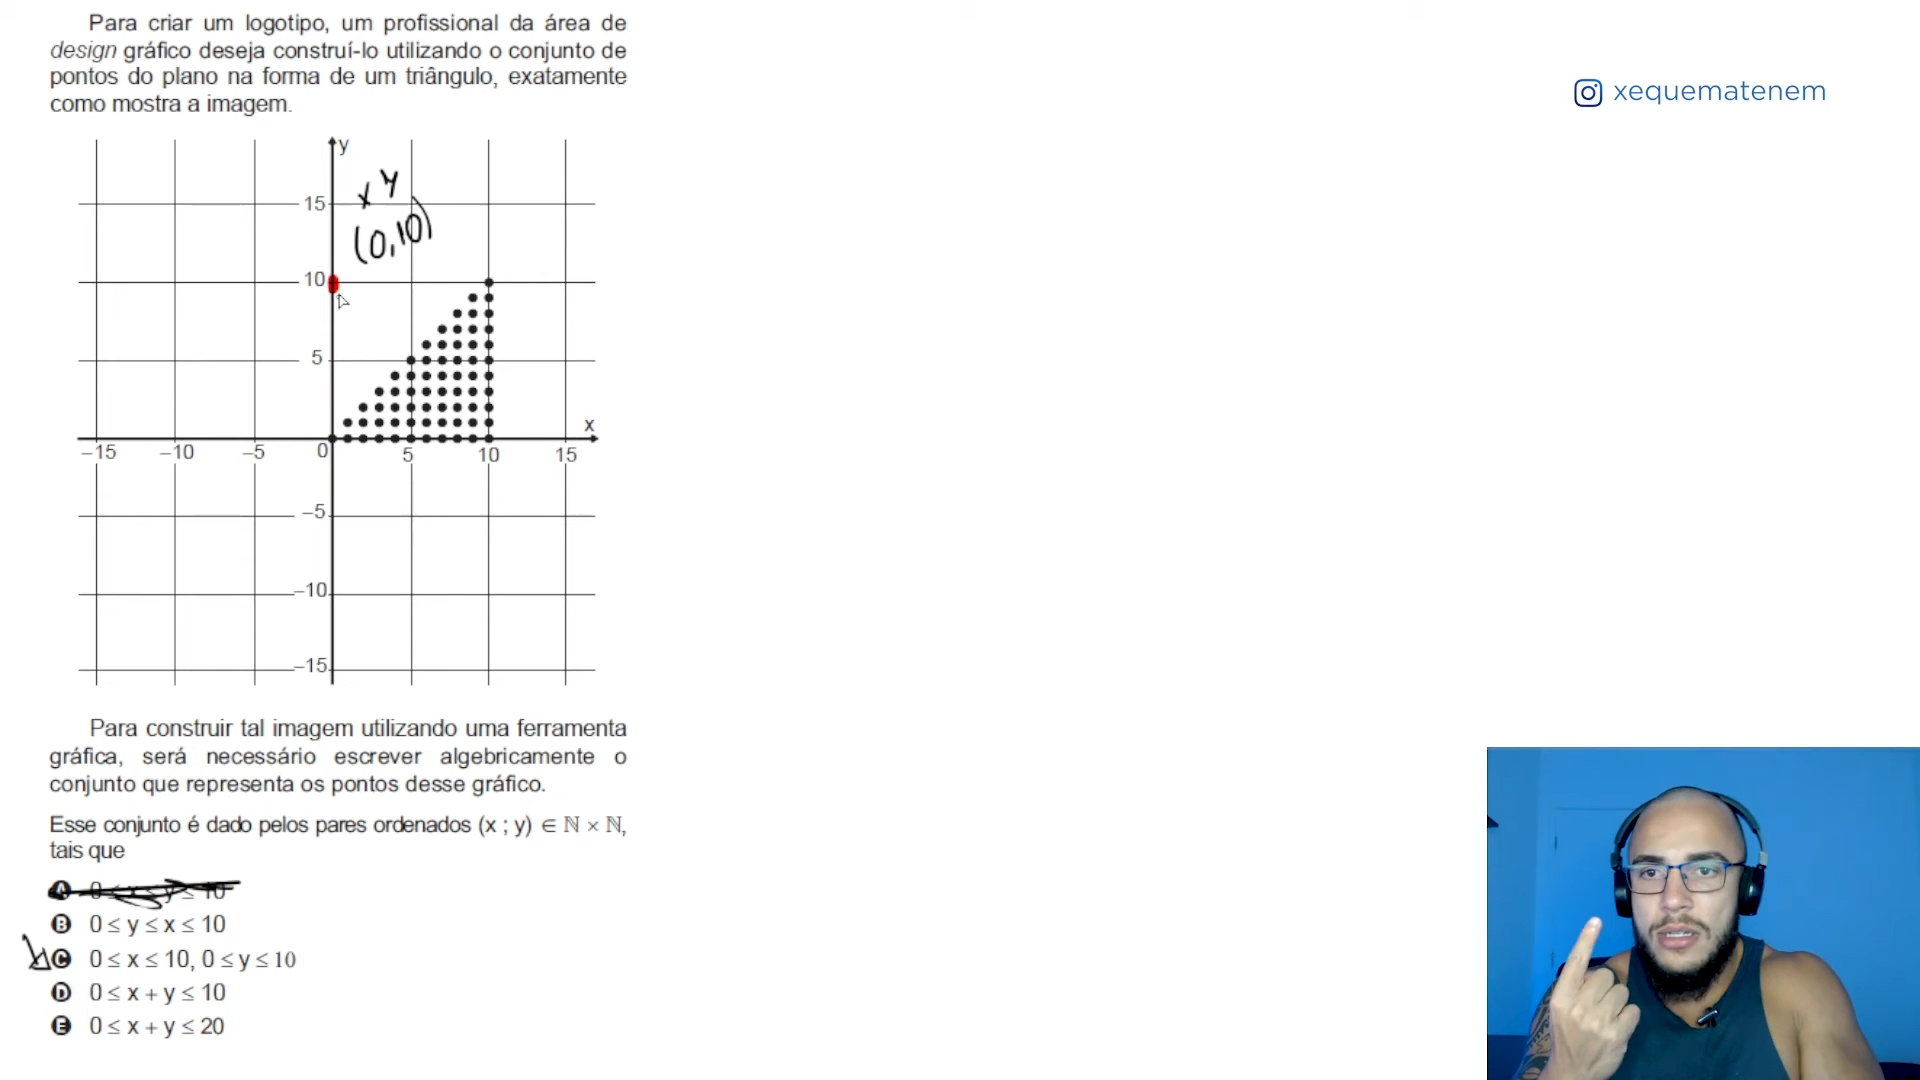 Para criar um logotipo, um profissional da área de
design gráfico deseja construí-lo utilizando o conjunto de
pontos do plano na forma de um triângulo, exatamente
como mostra a imagem.
xequematenem
y
x y
15
(0,10)
10
5
x
–15 –10 –5 0 5 10 15
–5
–10
–15
Para construir tal imagem utilizando uma ferramenta
gráfica, será necessário escrever algebricamente o
conjunto que representa os pontos desse gráfico.
Esse conjunto é dado pelos pares ordenados (x ; y) ∈ ℕ × ℕ,
tais que
A 0 ≤ x ≤ y ≤ 10
B 0 ≤ y ≤ x ≤ 10
C 0 ≤ x ≤ 10, 0 ≤ y ≤ 10
D 0 ≤ x + y ≤ 10
E 0 ≤ x + y ≤ 20